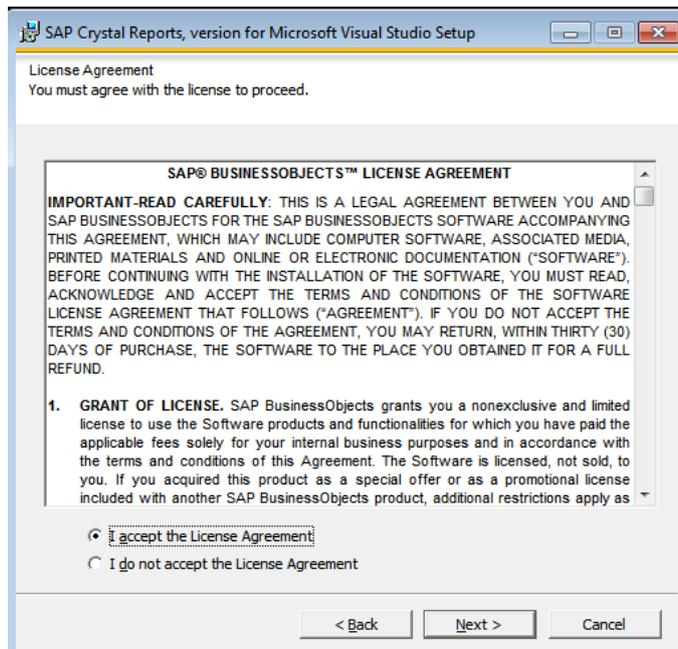 SAP Crystal Reports, version for Microsoft Visual Studio Setup
License Agreement
You must agree with the license to proceed.
SAP® BUSINESSOBJECTS™ LICENSE AGREEMENT
IMPORTANT-READ CAREFULLY: THIS IS A LEGAL AGREEMENT BETWEEN YOU AND
SAP BUSINESSOBJECTS FOR THE SAP BUSINESSOBJECTS SOFTWARE ACCOMPANYING
THIS AGREEMENT, WHICH MAY INCLUDE COMPUTER SOFTWARE, ASSOCIATED MEDIA,
PRINTED MATERIALS AND ONLINE OR ELECTRONIC DOCUMENTATION ("SOFTWARE").
BEFORE CONTINUING WITH THE INSTALLATION OF THE SOFTWARE, YOU MUST READ,
ACKNOWLEDGE AND ACCEPT THE TERMS AND CONDITIONS OF THE SOFTWARE
LICENSE AGREEMENT THAT FOLLOWS ("AGREEMENT"). IF YOU DO NOT ACCEPT THE
TERMS AND CONDITIONS OF THE AGREEMENT, YOU MAY RETURN, WITHIN THIRTY (30)
DAYS OF PURCHASE, THE SOFTWARE TO THE PLACE YOU OBTAINED IT FOR A FULL
REFUND.
1. GRANT OF LICENSE. SAP BusinessObjects grants you a nonexclusive and limited
license to use the Software products and functionalities for which you have paid the
applicable fees solely for your internal business purposes and in accordance with
the terms and conditions of this Agreement. The Software is licensed, not sold, to
you. If you acquired this product as a special offer or as a promotional license
included with another SAP BusinessObjects product, additional restrictions apply as
I accept the License Agreement
I do not accept the License Agreement
< Back Next > Cancel